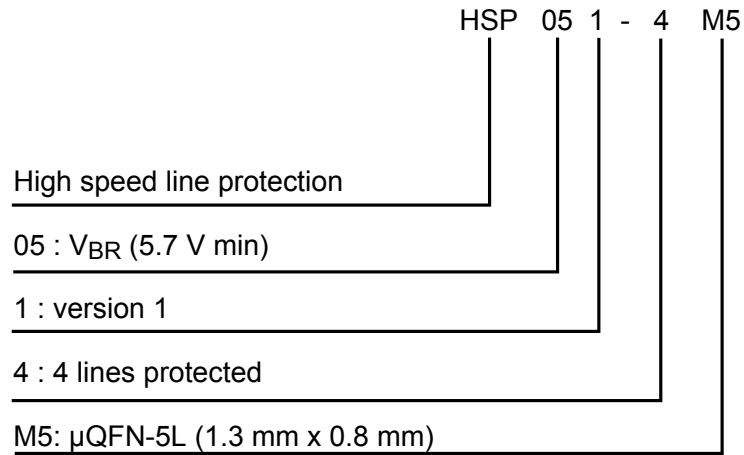 HSP 05 1 - 4 M5
High speed line protection
05 : VBR (5.7 V min)
1 : version 1
4 : 4 lines protected
M5: µQFN-5L (1.3 mm x 0.8 mm)